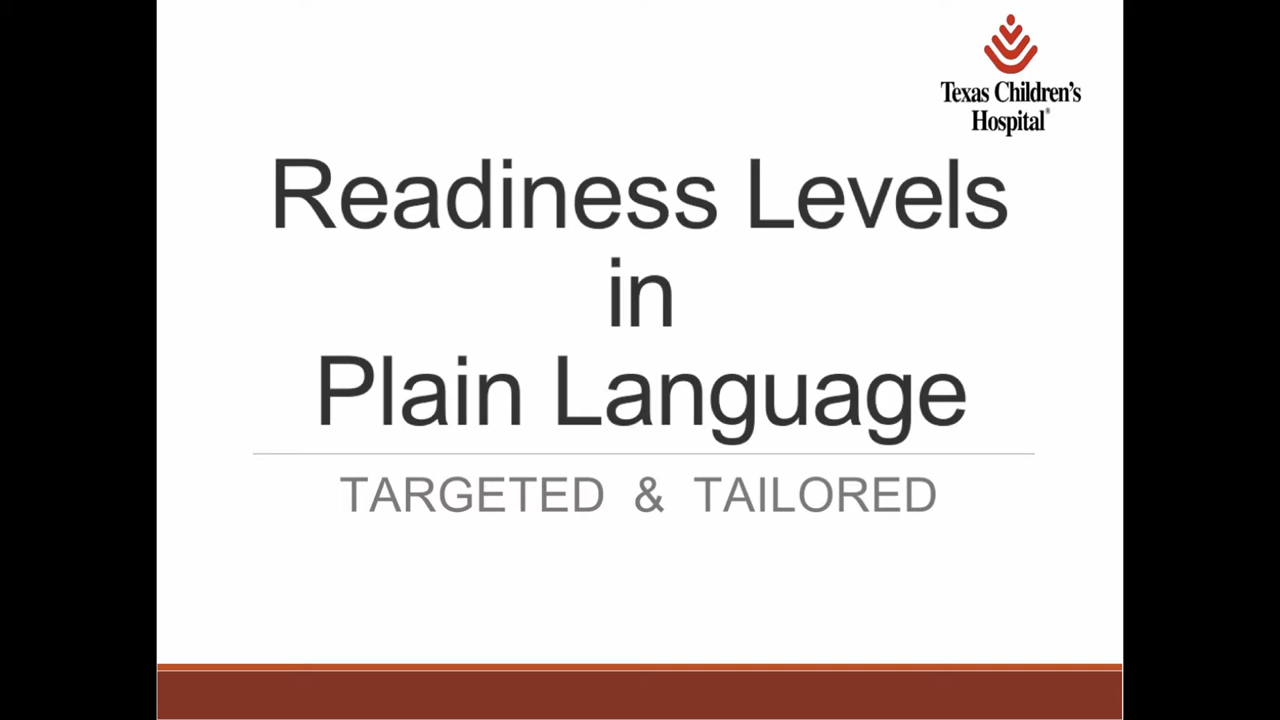 Texas Children's
Hospital®
Readiness Levels
in
Plain Language
TARGETED & TAILORED